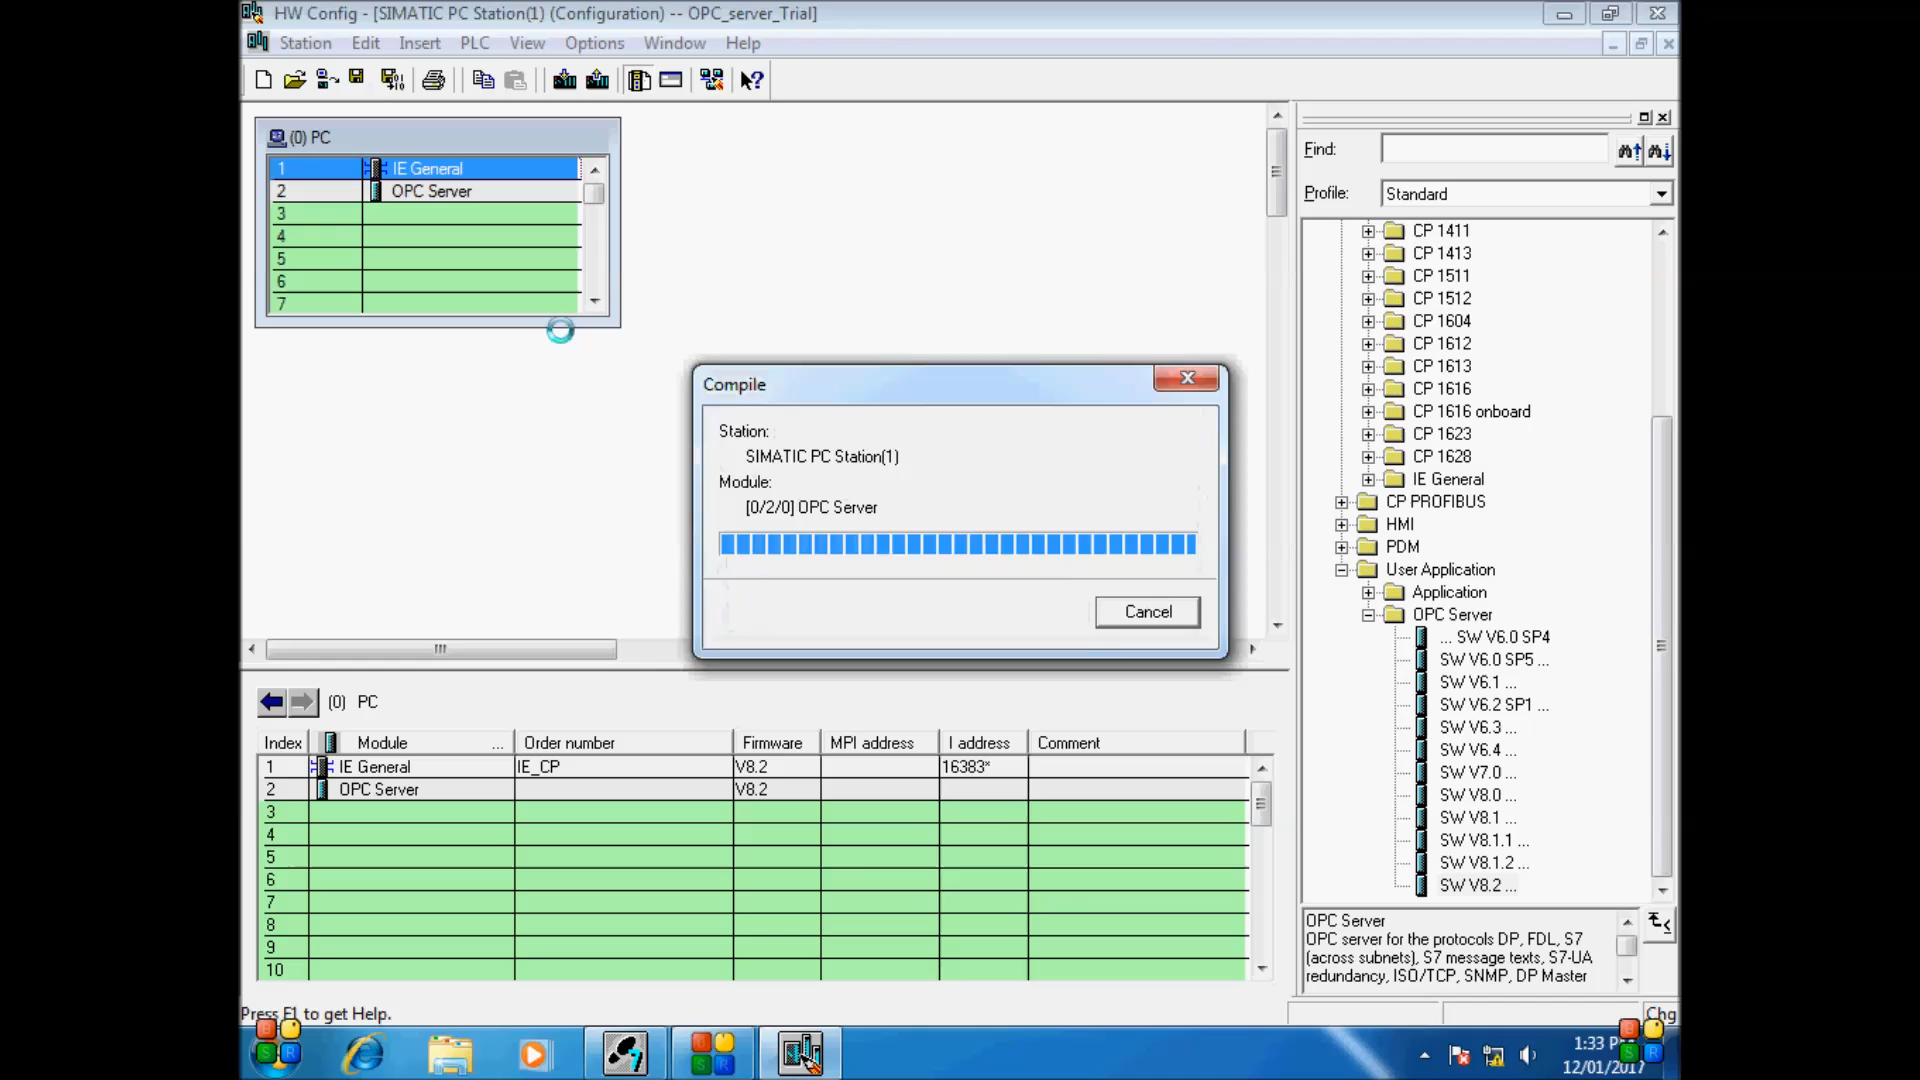 HW Config - [SIMATIC PC Station(1) (Configuration) -- OPC_server_Trial]
Station Edit Insert PLC View Options Window Help
(0) PC
1 IE General
2 OPC Server
3
4
5
6
7
Compile
Station:
SIMATIC PC Station(1)
Module:
[0/2/0] OPC Server
Cancel
Find:
Profile: Standard
CP 1411
CP 1413
CP 1511
CP 1512
CP 1604
CP 1612
CP 1613
CP 1616
CP 1616 onboard
CP 1623
CP 1628
IE General
CP PROFIBUS
HMI
PDM
User Application
Application
OPC Server
... SW V6.0 SP4
SW V6.0 SP5 ...
SW V6.1 ...
SW V6.2 SP1 ...
SW V6.3 ...
SW V6.4 ...
SW V7.0 ...
SW V8.0 ...
SW V8.1 ...
SW V8.1.1 ...
SW V8.1.2 ...
SW V8.2 ...
OPC Server
OPC server for the protocols DP, FDL, S7
(across subnets), S7 message texts, S7-UA
redundancy, ISO/TCP, SNMP, DP Master
(0) PC
Index Module ... Order number Firmware MPI address I address Comment
1 IE General IE_CP V8.2 16383*
2 OPC Server V8.2
3
4
5
6
7
8
9
10
Press F1 to get Help.
Chg
B
S R
B
S R
1:33
12/01/2017